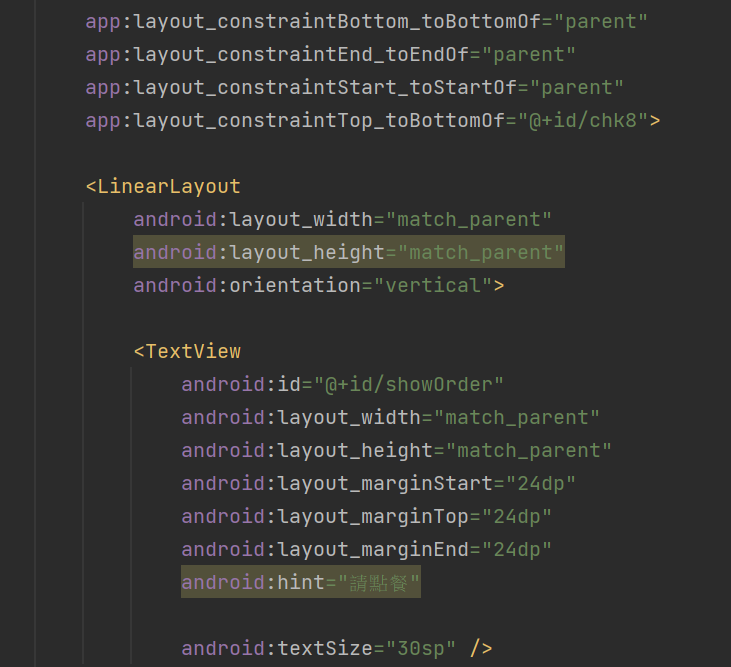 app:layout_constraintBottom_toBottomOf="parent"
app:layout_constraintEnd_toEndOf="parent"
app:layout_constraintStart_toStartOf="parent"
app:layout_constraintTop_toBottomOf="@+id/chk8">
<LinearLayout
android:layout_width="match_parent"
android:layout_height="match_parent"
android:orientation="vertical">
<TextView
android:id="@+id/showOrder"
android:layout_width="match_parent"
android:layout_height="match_parent"
android:layout_marginStart="24dp"
android:layout_marginTop="24dp"
android:layout_marginEnd="24dp"
android:hint="請點餐"
android:textSize="30sp" />